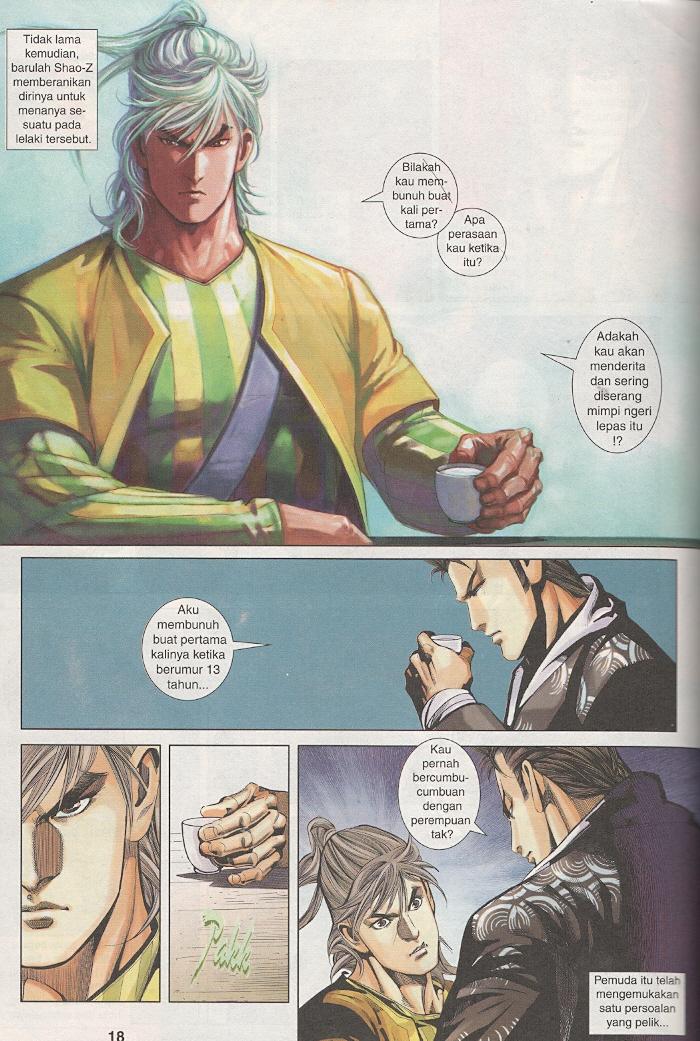 Tidak lama
kemudian,
barulah Shao-Z
memberanikan
dirinya untuk
menanya se-
suatu pada
lelaki tersebut.
Bilakah
kau mem-
bunuh buat
kali per-
tama?
Apa
perasaan
kau ketika
itu?
Adakah
kau akan
menderita
dan sering
diserang
mimpi ngeri
lepas itu
!?
Aku
membunuh
buat pertama
kalinya ketika
berumur 13
tahun...
Pakk
Kau
pernah
bercumbu-
cumbuan
dengan
perempuan
tak?
Pemuda itu telah
mengemukakan
satu persoalan
yang pelik...
18